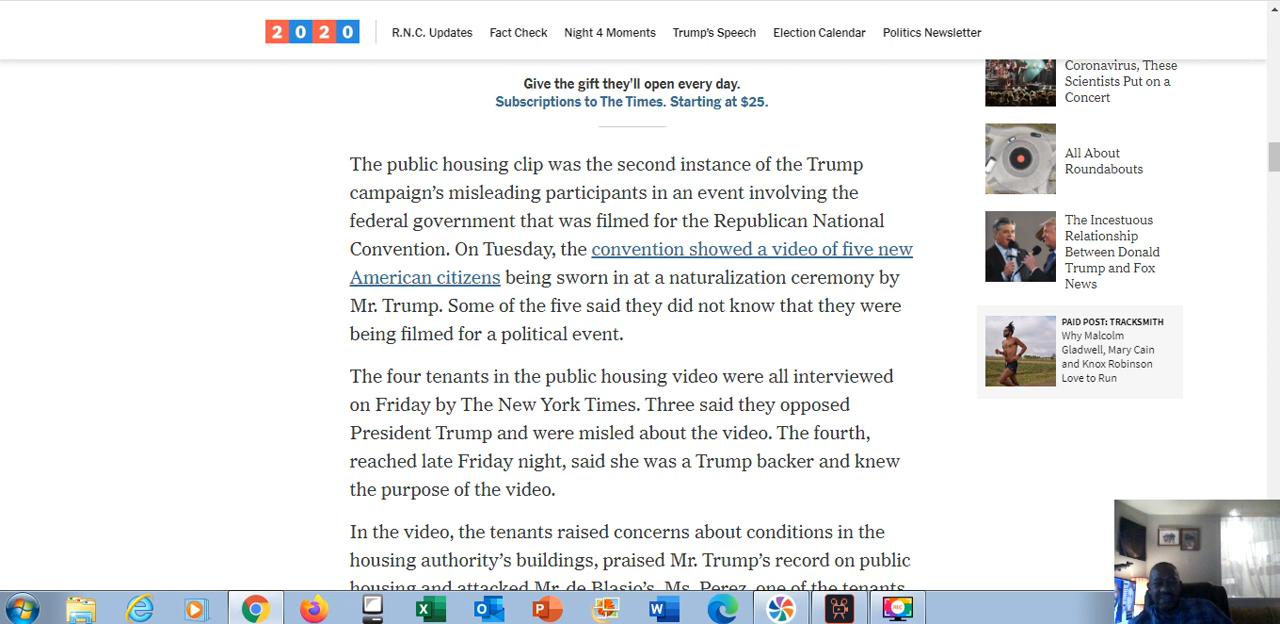 2020
R.N.C. Updates Fact Check Night 4 Moments Trump's Speech Election Calendar Politics Newsletter
Give the gift they'll open every day.
Subscriptions to The Times. Starting at $25.
The public housing clip was the second instance of the Trump
campaign's misleading participants in an event involving the
federal government that was filmed for the Republican National
Convention. On Tuesday, the convention showed a video of five new
American citizens being sworn in at a naturalization ceremony by
Mr. Trump. Some of the five said they did not know that they were
being filmed for a political event.
The four tenants in the public housing video were all interviewed
on Friday by The New York Times. Three said they opposed
President Trump and were misled about the video. The fourth,
reached late Friday night, said she was a Trump backer and knew
the purpose of the video.
In the video, the tenants raised concerns about conditions in the
housing authority's buildings, praised Mr. Trump's record on public
housing and attacked Mr. de Blasio's. Ms. Perez, one of the tenants
Coronavirus, These
Scientists Put on a
Concert
All About
Roundabouts
The Incestuous
Relationship
Between Donald
Trump and Fox
News
PAID POST: TRACKSMITH
Why Malcolm
Gladwell, Mary Cain
and Knox Robinson
Love to Run
REC